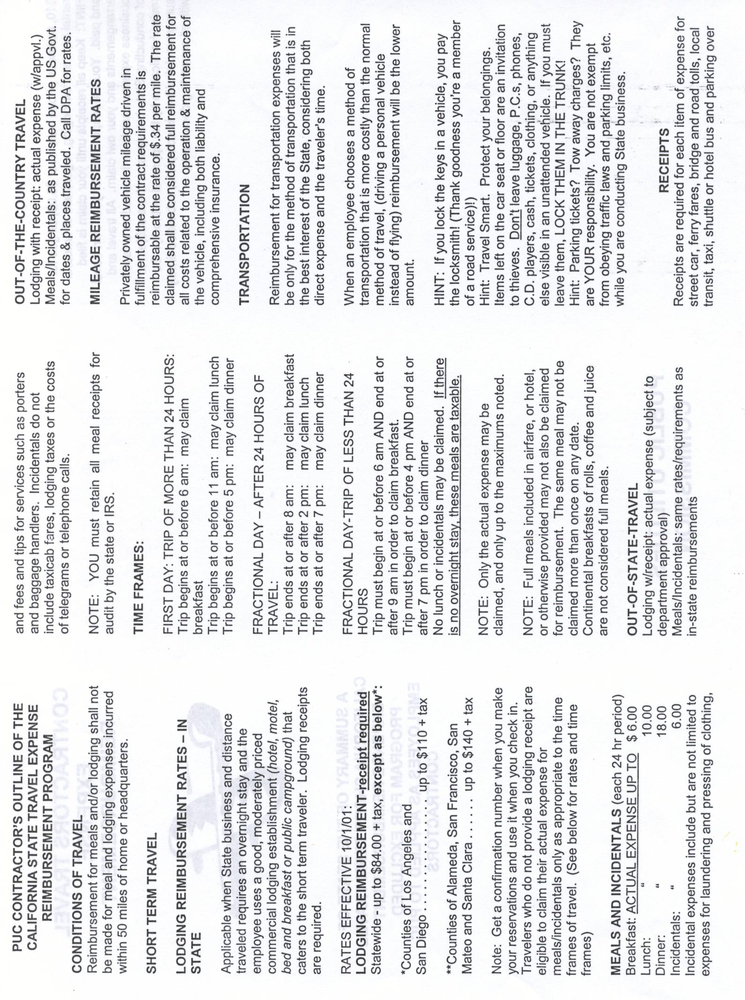 PUC CONTRACTOR'S OUTLINE OF THE
CALIFORNIA STATE TRAVEL EXPENSE
REIMBURSEMENT PROGRAM
CONDITIONS OF TRAVEL
Reimbursement for meals and/or lodging shall not
be made for meal and lodging expenses incurred
within 50 miles of home or headquarters.
SHORT TERM TRAVEL
LODGING REIMBURSEMENT RATES – IN
STATE
Applicable when State business and distance
traveled requires an overnight stay and the
employee uses a good, moderately priced
commercial lodging establishment (hotel, motel,
bed and breakfast or public campground) that
caters to the short term traveler. Lodging receipts
are required.
RATES EFFECTIVE 10/1/01:
LODGING REIMBURSEMENT-receipt required
Statewide - up to $84.00 + tax, except as below*:
*Counties of Los Angeles and
San Diego . . . . . . . . . . . . . . . . . up to $110 + tax
**Counties of Alameda, San Francisco, San
Mateo and Santa Clara . . . . . . up to $140 + tax
Note: Get a confirmation number when you make
your reservations and use it when you check in.
Travelers who do not provide a lodging receipt are
eligible to claim their actual expense for
meals/incidentals only as appropriate to the time
frames of travel. (See below for rates and time
frames)
MEALS AND INCIDENTALS (each 24 hr period)
Breakfast: ACTUAL EXPENSE UP TO $ 6.00
Lunch: “ 10.00
Dinner: “ 18.00
Incidentals: “ 6.00
Incidental expenses include but are not limited to
expenses for laundering and pressing of clothing,
and fees and tips for services such as porters
and baggage handlers. Incidentals do not
include taxicab fares, lodging taxes or the costs
of telegrams or telephone calls.
NOTE: YOU must retain all meal receipts for
audit by the state or IRS.
TIME FRAMES:
FIRST DAY: TRIP OF MORE THAN 24 HOURS:
Trip begins at or before 6 am: may claim
breakfast
Trip begins at or before 11 am: may claim lunch
Trip begins at or before 5 pm: may claim dinner
FRACTIONAL DAY – AFTER 24 HOURS OF
TRAVEL:
Trip ends at or after 8 am: may claim breakfast
Trip ends at or after 2 pm: may claim lunch
Trip ends at or after 7 pm: may claim dinner
FRACTIONAL DAY-TRIP OF LESS THAN 24
HOURS
Trip must begin at or before 6 am AND end at or
after 9 am in order to claim breakfast.
Trip must begin at or before 4 pm AND end at or
after 7 pm in order to claim dinner
No lunch or incidentals may be claimed. If there
is no overnight stay, these meals are taxable.
NOTE: Only the actual expense may be
claimed, and only up to the maximums noted.
NOTE: Full meals included in airfare, or hotel,
or otherwise provided may not also be claimed
for reimbursement. The same meal may not be
claimed more than once on any date.
Continental breakfasts of rolls, coffee and juice
are not considered full meals.
OUT-OF-STATE-TRAVEL
Lodging w/receipt: actual expense (subject to
department approval)
Meals/Incidentals: same rates/requirements as
in-state reimbursements
OUT-OF-THE-COUNTRY TRAVEL
Lodging with receipt: actual expense (w/appvl.)
Meals/Incidentals: as published by the US Govt.
for dates & places traveled. Call DPA for rates.
MILEAGE REIMBURSEMENT RATES
Privately owned vehicle mileage driven in
fulfillment of the contract requirements is
reimbursable at the rate of $.34 per mile. The rate
claimed shall be considered full reimbursement for
all costs related to the operation & maintenance of
the vehicle, including both liability and
comprehensive insurance.
TRANSPORTATION
Reimbursement for transportation expenses will
be only for the method of transportation that is in
the best interest of the State, considering both
direct expense and the traveler's time.
When an employee chooses a method of
transportation that is more costly than the normal
method of travel, (driving a personal vehicle
instead of flying) reimbursement will be the lower
amount.
HINT: If you lock the keys in a vehicle, you pay
the locksmith! (Thank goodness you're a member
of a road service)!)
Hint: Travel Smart. Protect your belongings.
Items left on the car seat or floor are an invitation
to thieves. Don't leave luggage, P.C.s, phones,
C.D. players, cash, tickets, clothing, or anything
else visible in an unattended vehicle. If you must
leave them, LOCK THEM IN THE TRUNK!
Hint: Parking tickets? Tow away charges? They
are YOUR responsibility. You are not exempt
from obeying traffic laws and parking limits, etc.
while you are conducting State business.
RECEIPTS
Receipts are required for each item of expense for
street car, ferry fares, bridge and road tolls, local
transit, taxi, shuttle or hotel bus and parking over